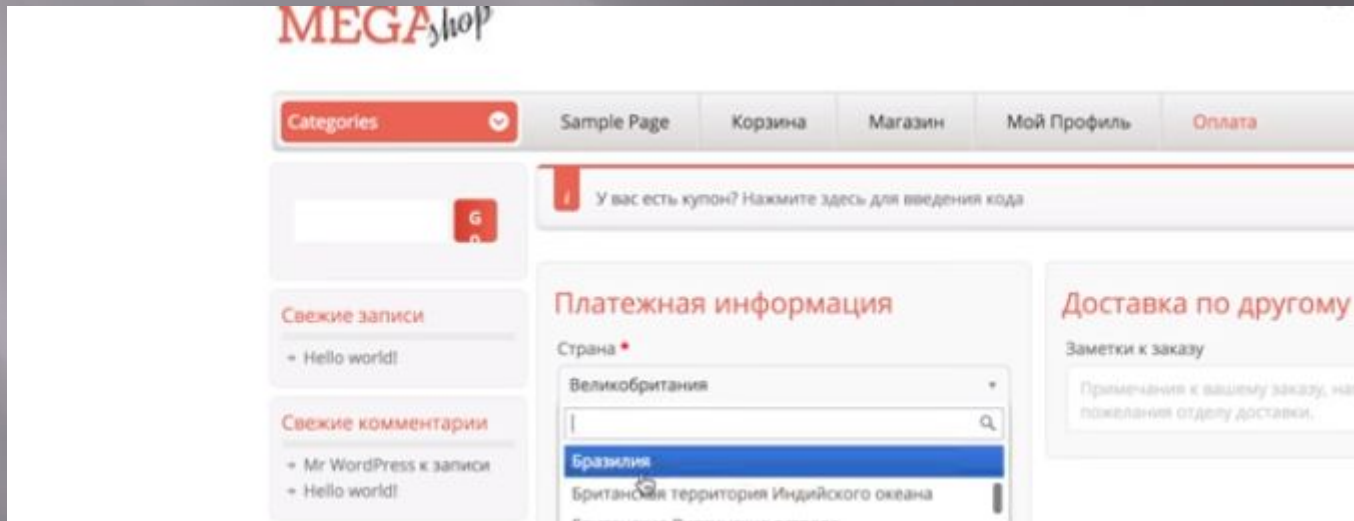 MEGAshop
Categories
Sample Page
Корзина
Магазин
Мой Профиль
Оплата
G
У вас есть купон? Нажмите здесь для введения кода
Свежие записи
Hello world!
Свежие комментарии
Mr WordPress к записи
Hello world!
Платежная информация
Страна *
Великобритания
Бразилия
Британская территория Индийского океана
Доставка по другому
Заметки к заказу
Примечания к вашему заказу,
пожелания отделу доставки.